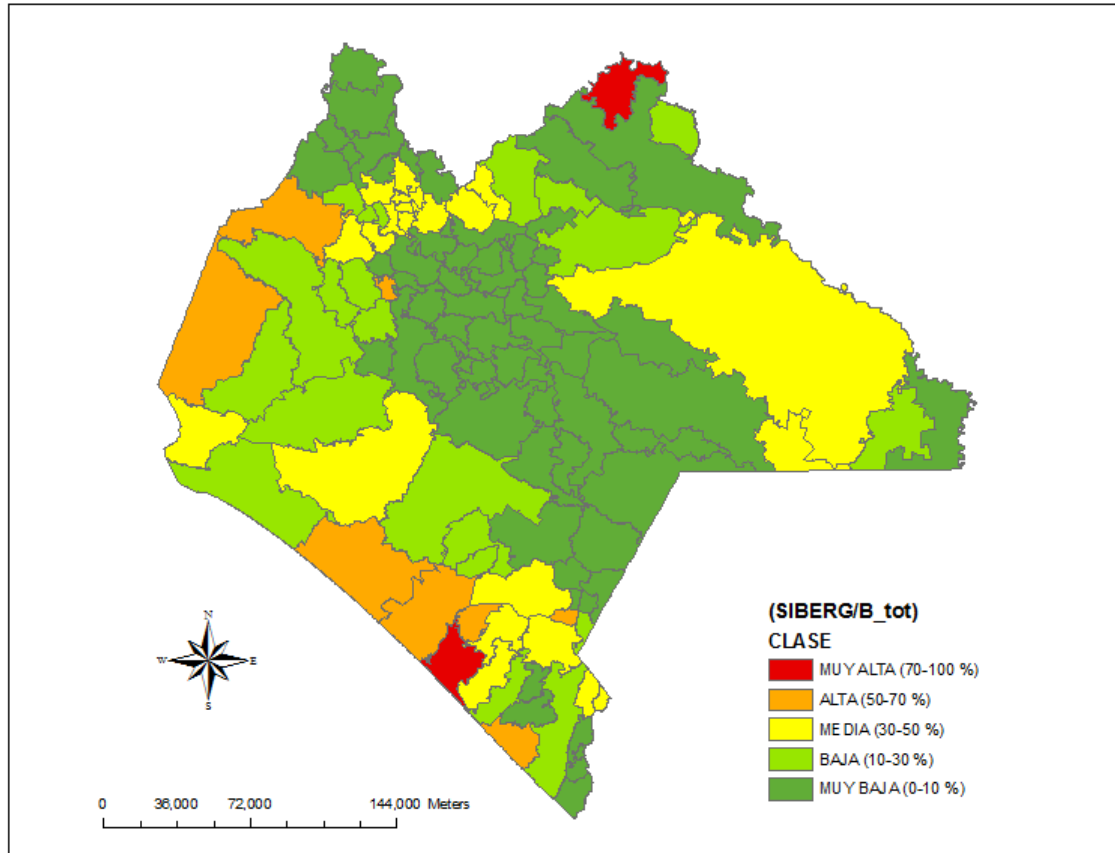 N
W E
S
0 36,000 72,000 144,000 Meters
(SIBERG/B_tot)
CLASE
MUY ALTA (70-100 %)
ALTA (50-70 %)
MEDIA (30-50 %)
BAJA (10-30 %)
MUY BAJA (0-10 %)